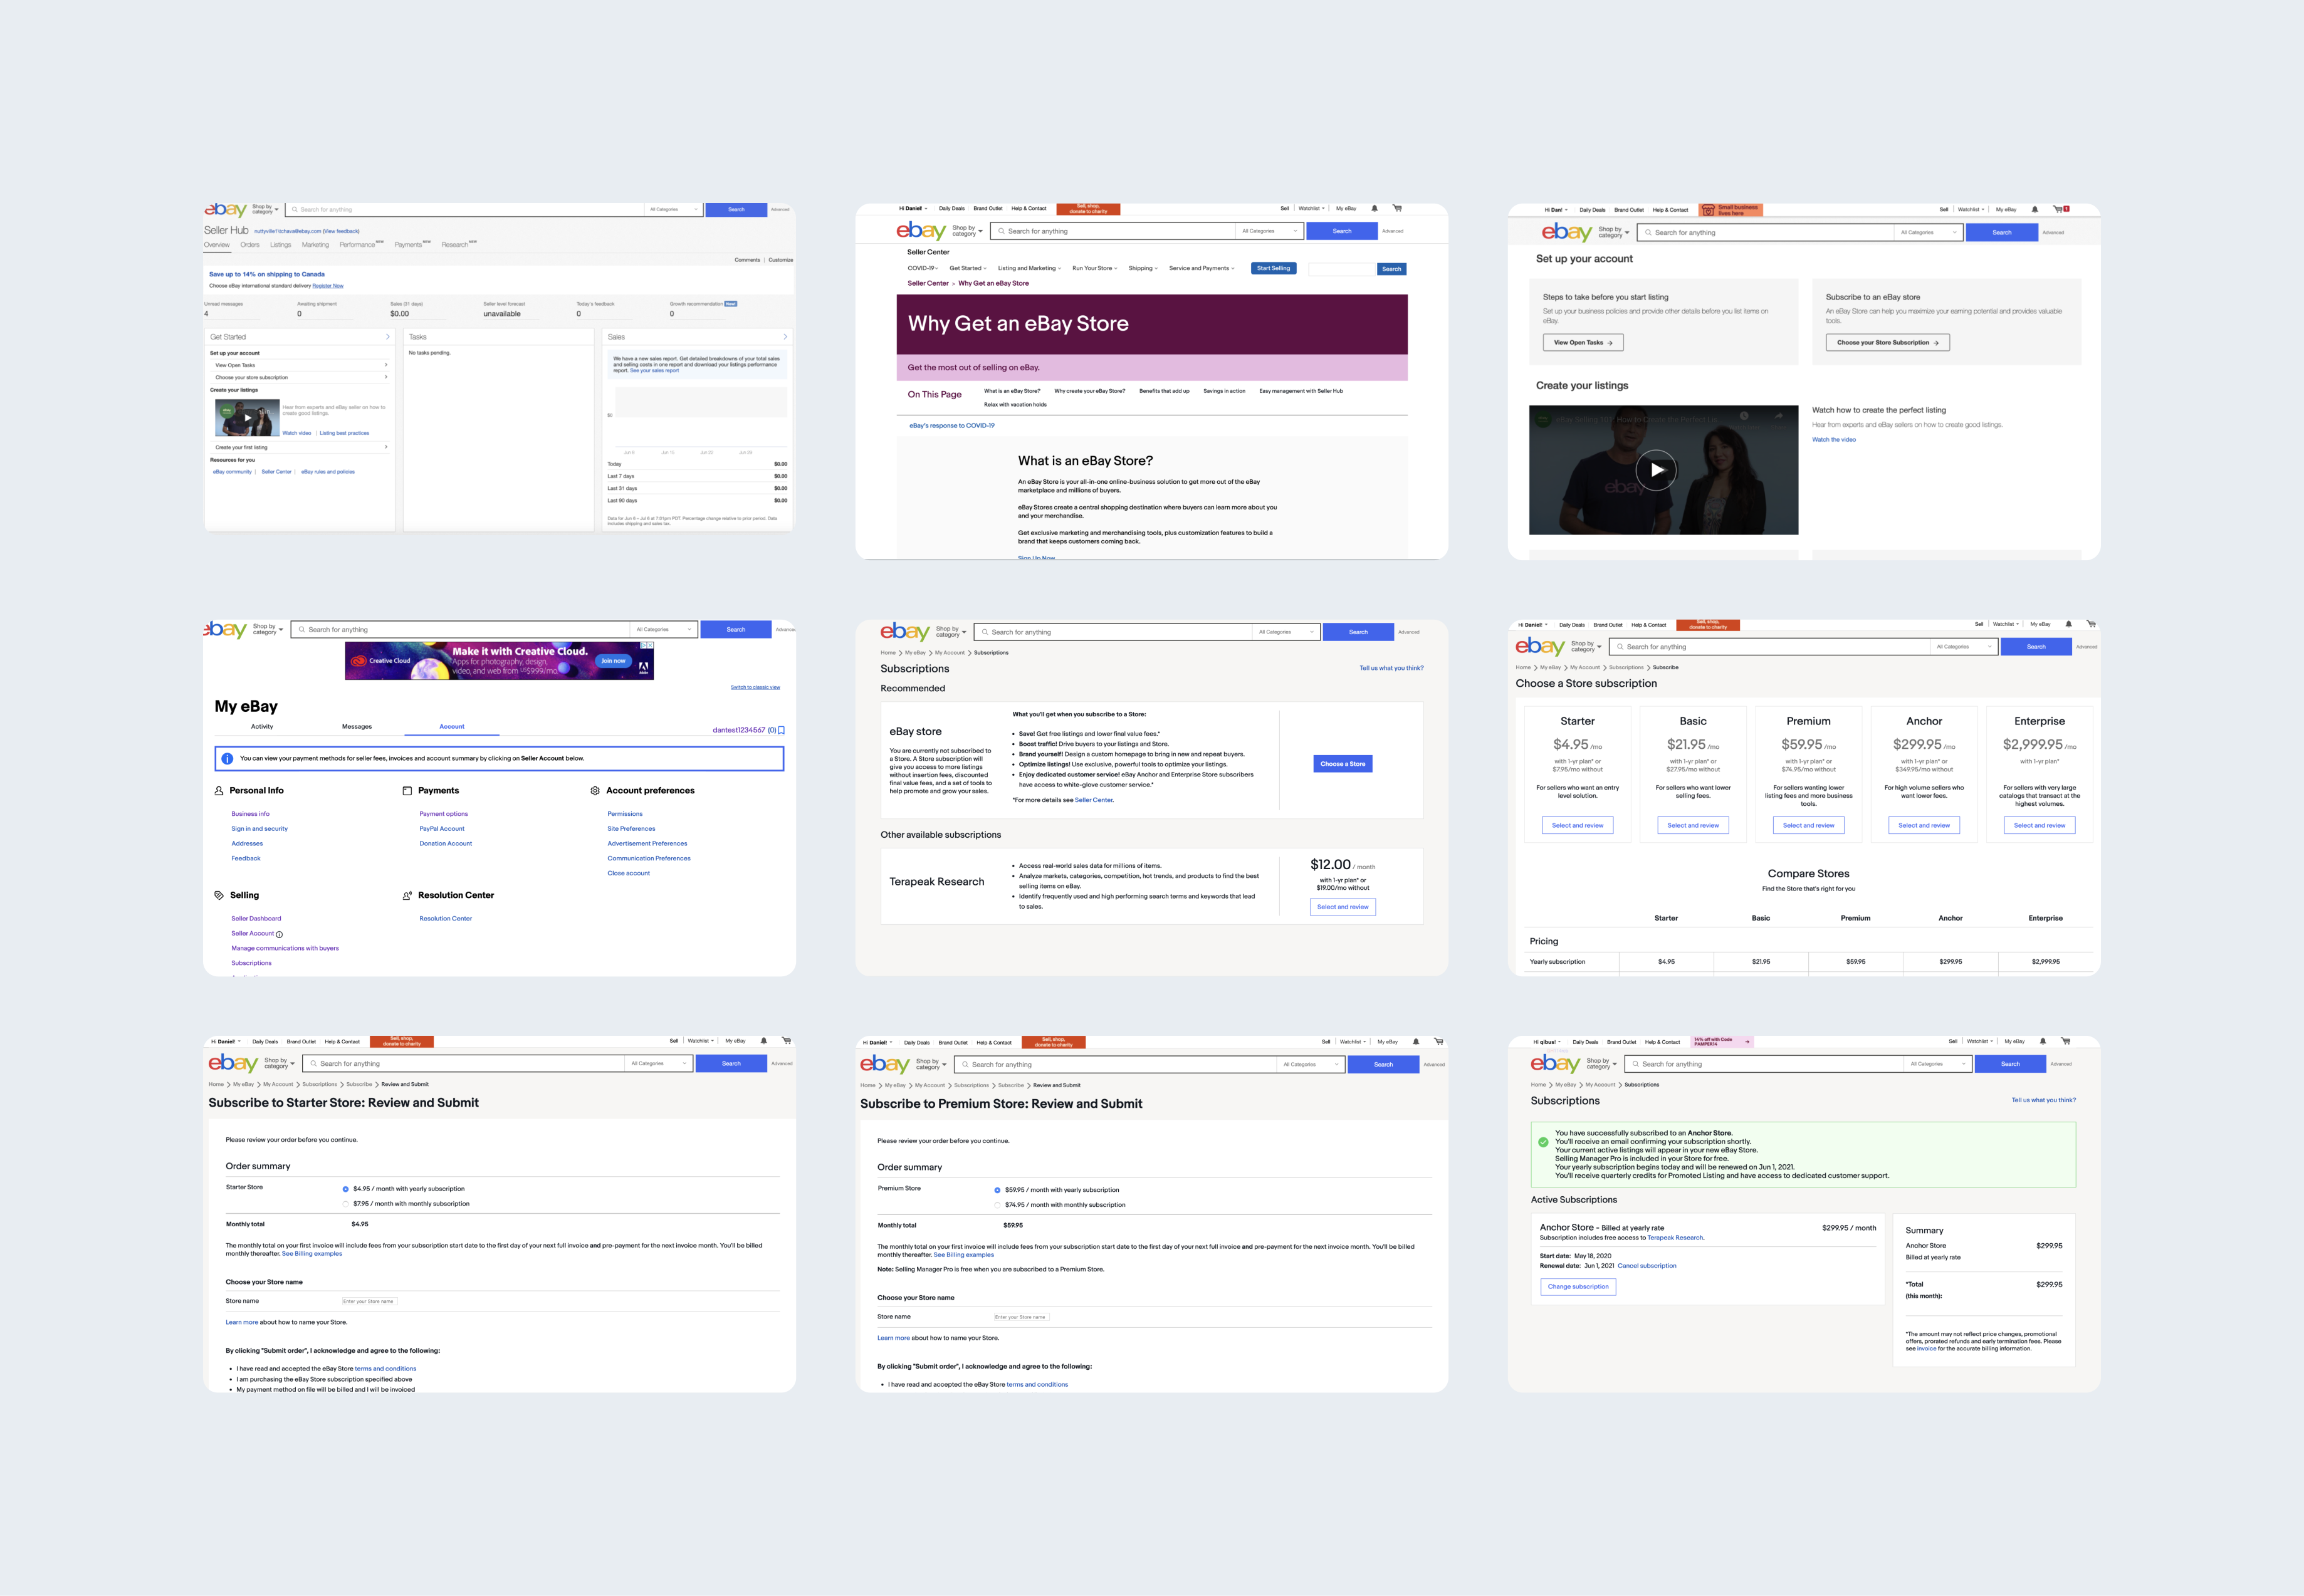 ebay
Shop by category
Search for anything
All Categories
Search
Advanced
Seller Hub
nuttyville1!tchavs@ebay.com (View feedback)
Overview Orders Listings Marketing Performance NEW Payments NEW Research NEW
Comments | Customize
Save up to 14% on shipping to Canada
Choose eBay international standard delivery Register Now
Unread messages Awaiting shipment Sales (31 days) Seller level forecast Today's feedback Growth recommendation New!
4 0 $0.00 unavailable 0 0
Get Started
Set up your account
View Open Tasks
Choose your store subscription
Create your listings
Hear from experts and eBay seller on how to
create good listings.
Watch video | Listing best practices
Create your first listing
Resources for you
eBay community | Seller Center | eBay rules and policies
Tasks
No tasks pending.
Sales
We have a new sales report. Get detailed breakdowns of your total sales
and selling costs in one report and download your listings performance
report. See your sales report
$0
Today $0.00
Last 7 days $0.00
Last 31 days $0.00
Last 90 days $0.00
Data for Jun 6 – Jul 6 at 7:01pm PDT. Percentage change relative to prior period. Data
includes shipping and sales tax.
Hi Daniel! Daily Deals Brand Outlet Help & Contact
Sell, shop,
donate to charity
Sell Watchlist My eBay
ebay
Shop by category
Search for anything
All Categories
Search
Advanced
Seller Center
COVID-19 Get Started Listing and Marketing Run Your Store Shipping Service and Payments Start Selling Search
Seller Center > Why Get an eBay Store
Why Get an eBay Store
Get the most out of selling on eBay.
On This Page
What is an eBay Store? Why create your eBay Store? Benefits that add up Savings in action Easy management with Seller Hub
Relax with vacation holds
eBay's response to COVID-19
What is an eBay Store?
An eBay Store is your all-in-one online-business solution to get more out of the eBay
marketplace and millions of buyers.
eBay Stores create a central shopping destination where buyers can learn more about you
and your merchandise.
Get exclusive marketing and merchandising tools, plus customization features to build a
brand that keeps customers coming back.
Sign Up Now
Hi Dan! Daily Deals Brand Outlet Help & Contact
Small business
lives here
Sell Watchlist My eBay
ebay
Shop by category
Search for anything
All Categories
Search
Advanced
Set up your account
Steps to take before you start listing
Set up your business policies and provide other details before you list items on
eBay.
View Open Tasks →
Subscribe to an eBay store
An eBay Store can help you maximize your earning potential and provides valuable
tools.
Choose your Store Subscription →
Create your listings
eBay Selling 101: How to Create the Perfect Lis
ebay
Watch how to create the perfect listing
Hear from experts and eBay sellers on how to create good listings.
Watch the video
ebay
Shop by category
Search for anything
All Categories
Search
Advanced
Creative Cloud
Make it with Creative Cloud.
Apps for photography, design,
video, and web from US$9.99/mo.
Join now
Adobe
Switch to classic view
My eBay
Activity Messages Account
dantest1234567 (0)
You can view your payment methods for seller fees, invoices and account summary by clicking on Seller Account below.
Personal Info
Business info
Sign in and security
Addresses
Feedback
Payments
Payment options
PayPal Account
Donation Account
Account preferences
Permissions
Site Preferences
Advertisement Preferences
Communication Preferences
Close account
Selling
Seller Dashboard
Seller Account
Manage communications with buyers
Subscriptions
Resolution Center
Resolution Center
ebay
Shop by category
Search for anything
All Categories
Search
Advanced
Home > My eBay > My Account > Subscriptions
Subscriptions
Tell us what you think?
Recommended
eBay store
You are currently not subscribed to
a Store. A Store subscription will
give you access to more listings
without insertion fees, discounted
final value fees, and a set of tools to
help promote and grow your sales.
What you'll get when you subscribe to a Store:
• Save! Get free listings and lower final value fees.*
• Boost traffic! Drive buyers to your listings and Store.
• Brand yourself! Design a custom homepage to bring in new and repeat buyers.
• Optimize listings! Use exclusive, powerful tools to optimize your listings.
• Enjoy dedicated customer service! eBay Anchor and Enterprise Store subscribers
have access to white-glove customer service.*
*For more details see Seller Center.
Choose a Store
Other available subscriptions
Terapeak Research
• Access real-world sales data for millions of items.
• Analyze markets, categories, competition, hot trends, and products to find the best
selling items on eBay.
• Identify frequently used and high performing search terms and keywords that lead
to sales.
$12.00 / month
with 1-yr plan* or
$19.00/mo without
Select and review
Hi Daniel! Daily Deals Brand Outlet Help & Contact
Sell, shop,
donate to charity
Sell Watchlist My eBay
ebay
Shop by category
Search for anything
All Categories
Search
Advanced
Home > My eBay > My Account > Subscriptions > Subscribe
Choose a Store subscription
Starter
$4.95 /mo
with 1-yr plan* or
$7.95/mo without
For sellers who want an entry
level solution.
Select and review
Basic
$21.95 /mo
with 1-yr plan* or
$27.95/mo without
For sellers who want lower
selling fees.
Select and review
Premium
$59.95 /mo
with 1-yr plan* or
$74.95/mo without
For sellers wanting lower
listing fees and more business
tools.
Select and review
Anchor
$299.95 /mo
with 1-yr plan* or
$349.95/mo without
For high volume sellers who
want lower fees.
Select and review
Enterprise
$2,999.95 /mo
with 1-yr plan*
For sellers with very large
catalogs that transact at the
highest volumes.
Select and review
Compare Stores
Find the Store that's right for you
Starter Basic Premium Anchor Enterprise
Pricing
Yearly subscription $4.95 $21.95 $59.95 $299.95 $2,999.95
Hi Daniel! Daily Deals Brand Outlet Help & Contact
Sell, shop,
donate to charity
Sell Watchlist My eBay
ebay
Shop by category
Search for anything
All Categories
Search
Advanced
Home > My eBay > My Account > Subscriptions > Subscribe > Review and Submit
Subscribe to Starter Store: Review and Submit
Please review your order before you continue.
Order summary
Starter Store
$4.95 / month with yearly subscription
$7.95 / month with monthly subscription
Monthly total $4.95
The monthly total on your first invoice will include fees from your subscription start date to the first day of your next full invoice and pre-payment for the next invoice month. You'll be billed
monthly thereafter. See Billing examples
Choose your Store name
Store name Enter your Store name
Learn more about how to name your Store.
By clicking "Submit order", I acknowledge and agree to the following:
• I have read and accepted the eBay Store terms and conditions
• I am purchasing the eBay Store subscription specified above
• My payment method on file will be billed and I will be invoiced
Hi Daniel! Daily Deals Brand Outlet Help & Contact
Sell, shop,
donate to charity
Sell Watchlist My eBay
ebay
Shop by category
Search for anything
All Categories
Search
Advanced
Home > My eBay > My Account > Subscriptions > Subscribe > Review and Submit
Subscribe to Premium Store: Review and Submit
Please review your order before you continue.
Order summary
Premium Store
$59.95 / month with yearly subscription
$74.95 / month with monthly subscription
Monthly total $59.95
The monthly total on your first invoice will include fees from your subscription start date to the first day of your next full invoice and pre-payment for the next invoice month. You'll be billed
monthly thereafter. See Billing examples
Note: Selling Manager Pro is free when you are subscribed to a Premium Store.
Choose your Store name
Store name Enter your Store name
Learn more about how to name your Store.
By clicking "Submit order", I acknowledge and agree to the following:
• I have read and accepted the eBay Store terms and conditions
Hi qibus! Daily Deals Brand Outlet Help & Contact
14% off with Code
PAMPER14
Sell Watchlist My eBay
ebay
Shop by category
Search for anything
All Categories
Search
Advanced
Home > My eBay > My Account > Subscriptions
Subscriptions
Tell us what you think?
You have successfully subscribed to an Anchor Store.
You'll receive an email confirming your subscription shortly.
Your current active listings will appear in your new eBay Store.
Selling Manager Pro is included in your Store for free.
Your yearly subscription begins today and will be renewed on Jun 1, 2021.
You'll receive quarterly credits for Promoted Listing and have access to dedicated customer support.
Active Subscriptions
Anchor Store - Billed at yearly rate $299.95 / month
Subscription includes free access to Terapeak Research.
Start date: May 18, 2020
Renewal date: Jun 1, 2021 Cancel subscription
Change subscription
Summary
Anchor Store $299.95
Billed at yearly rate
*Total $299.95
(this month):
*The amount may not reflect price changes, promotional
offers, prorated refunds and early termination fees. Please
see invoice for the accurate billing information.